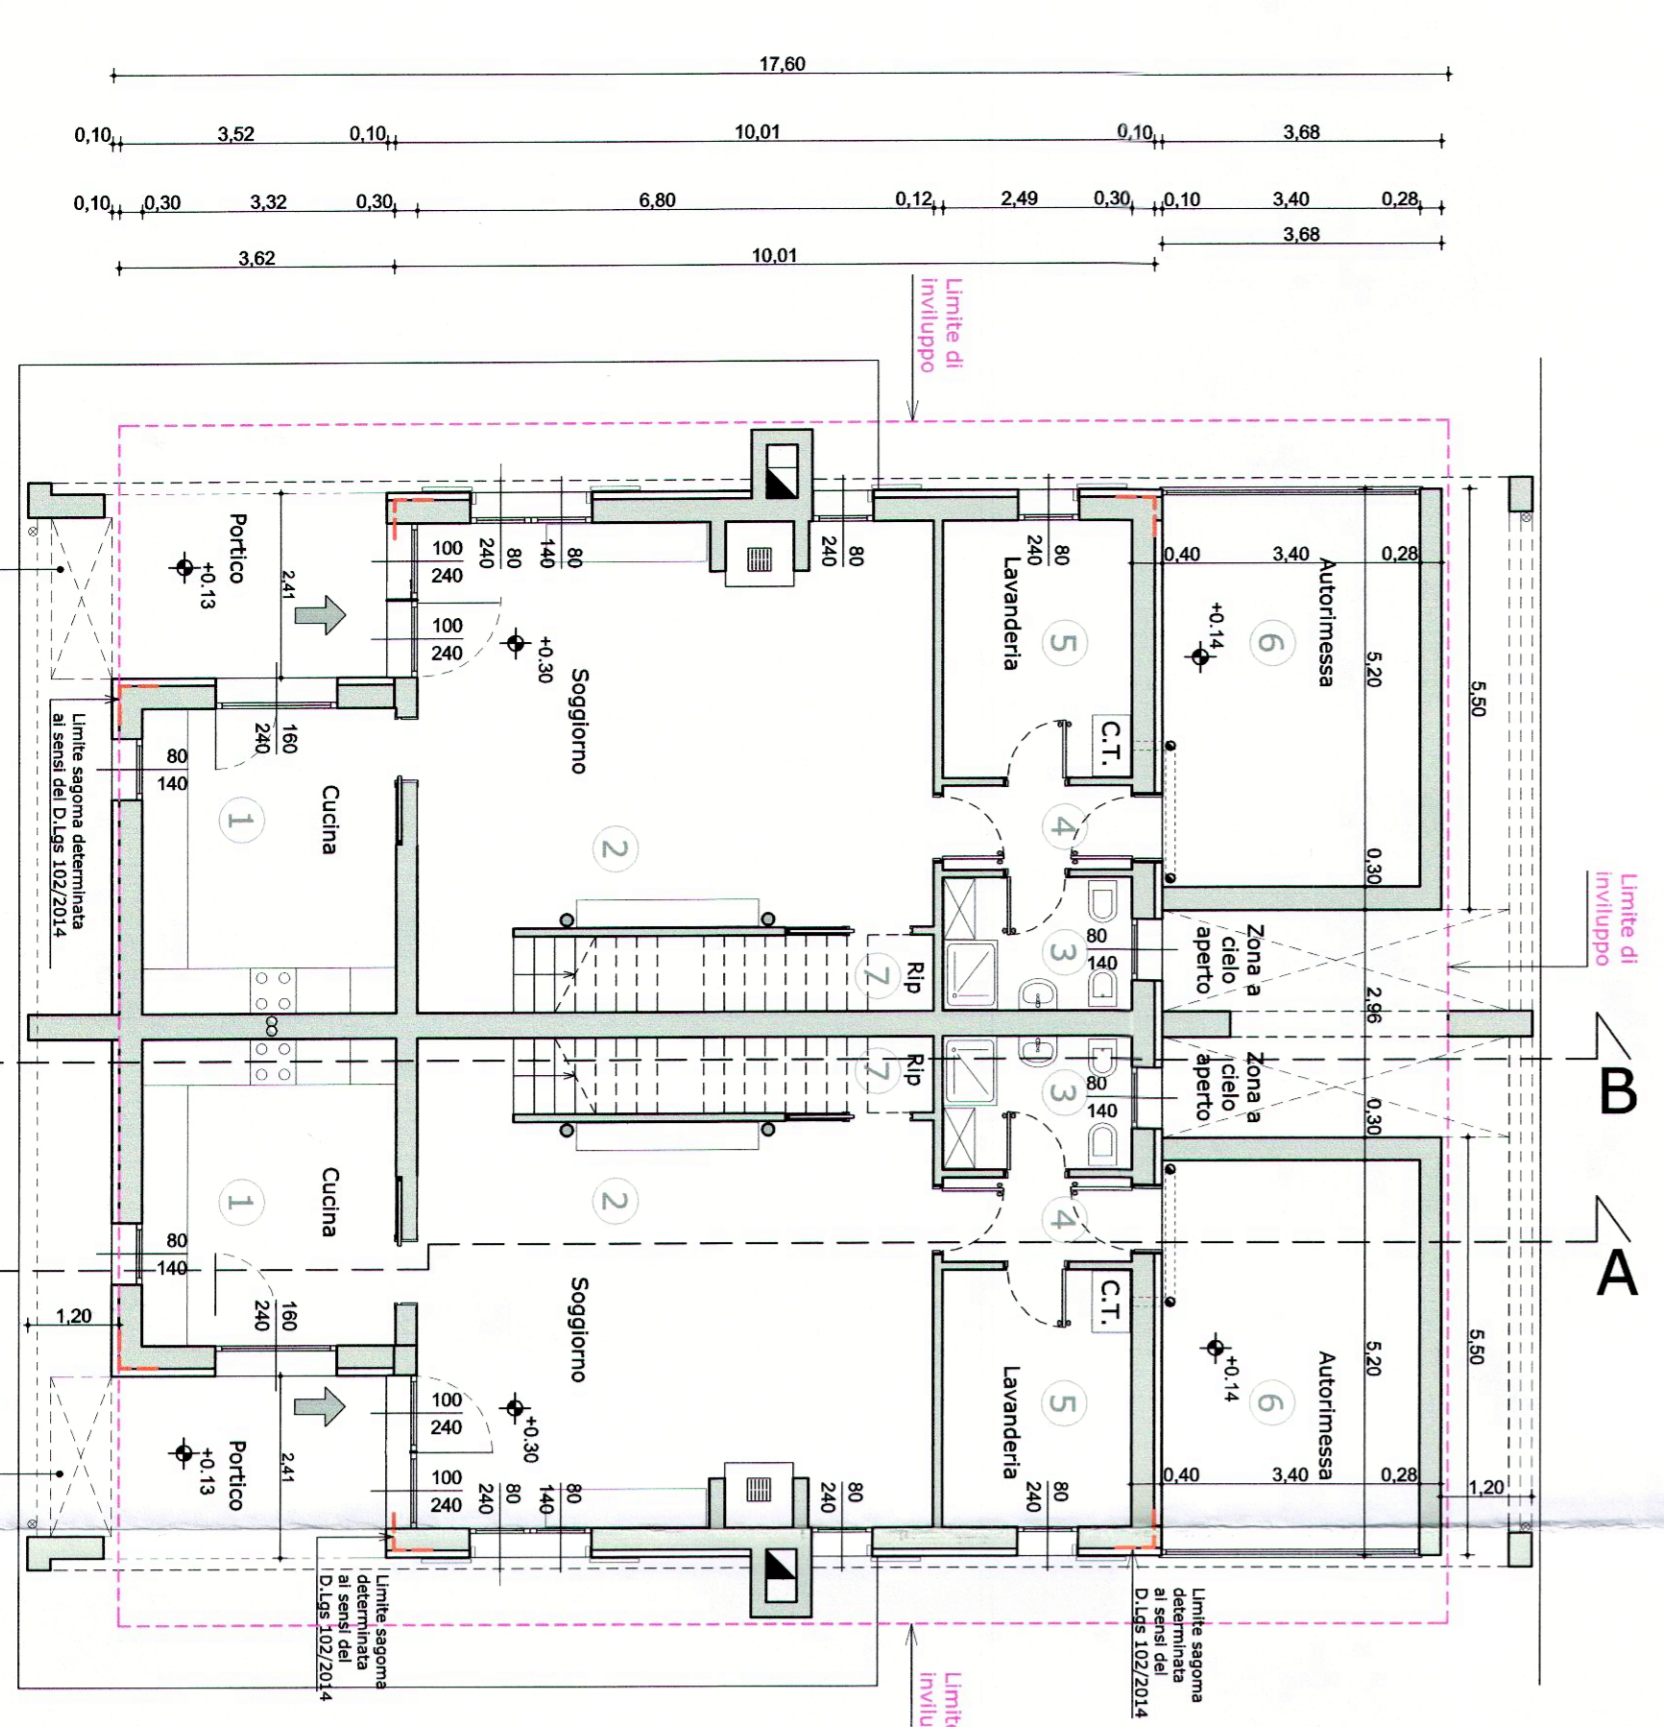 17,60
0,10 3,52 0,10 10,01 0,10 3,68
0,10 0,30 3,32 0,30 6,80 0,12 2,49 0,30 0,10 3,40 0,28
3,68
3,62 10,01
Limite di
inviluppo
Portico
+0.13
2,41
100
240
100
240
240
80
140
80
240
80
240
80
+0.30
Soggiorno
Lavanderia
5
C.T.
0,40 3,40 0,28
Autorimessa
+0.14
6
5,20
5,50
Limite sagoma determinata
ai sensi del D.Lgs 102/2014
160
240
80
140
Cucina
1
2
4
0,30
Limite di
inviluppo
3
80
140
Zona a
cielo
aperto
2,96
Rip
7
Rip
7
3
80
140
Zona a
cielo
aperto
0,30
B
A
Cucina
1
2
4
80
140
160
240
1,20
Soggiorno
Lavanderia
5
C.T.
+0.14
Autorimessa
6
5,20
5,50
Portico
+0.13
2,41
100
240
100
240
+0.30
240
80
140
80
240
80
240
80
0,40 3,40 0,28
1,20
Limite sagoma
determinata
ai sensi del
D.Lgs 102/2014
Limite sagoma
determinata
ai sensi del
D.Lgs 102/2014